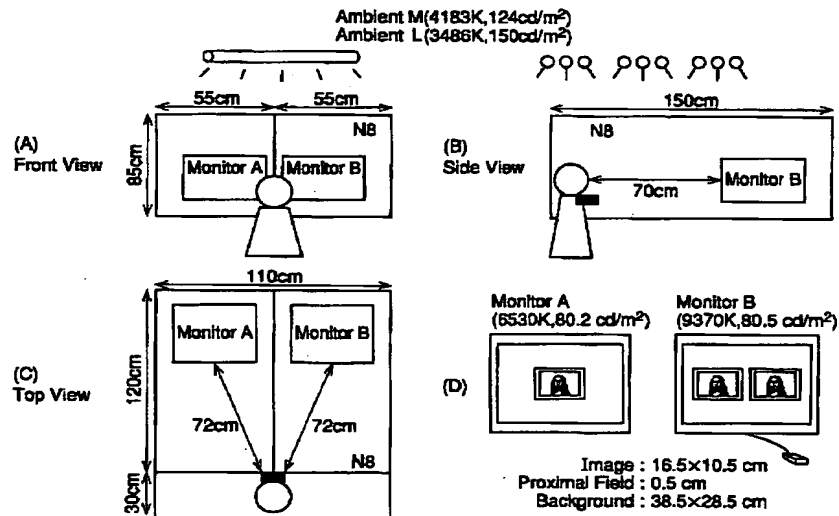 Ambient M(4183K,124cd/m²)
Ambient L(3486K,150cd/m²)
55cm 55cm
(A)
Front View
85cm
N8
Monitor A Monitor B
150cm
(B)
Side View
N8
70cm
Monitor B
110cm
(C)
Top View
120cm
30cm
Monitor A Monitor B
72cm 72cm
N8
Monitor A
(6530K,80.2 cd/m²)
Monitor B
(9370K,80.5 cd/m²)
(D)
Image : 16.5×10.5 cm
Proximal Field : 0.5 cm
Background : 38.5×28.5 cm